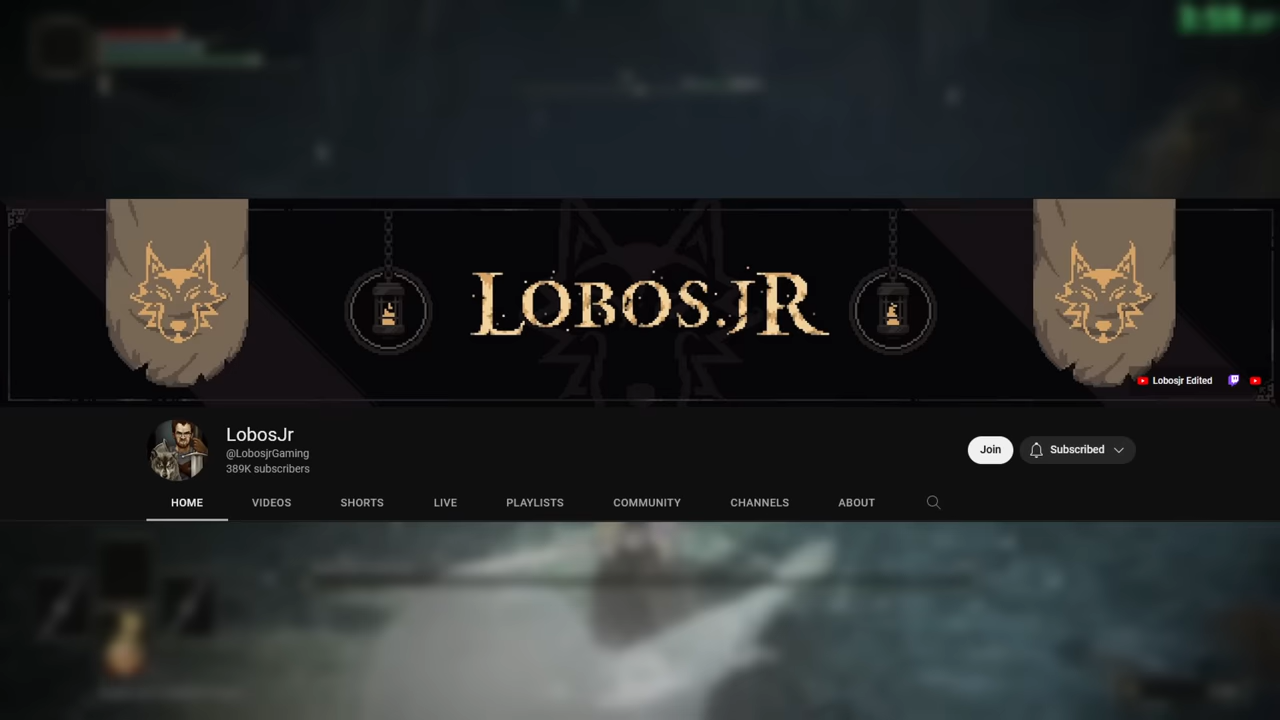 LOBOS.JR
Lobosjr Edited
LobosJr
@LobosjrGaming
389K subscribers
Join
Subscribed
HOME VIDEOS SHORTS LIVE PLAYLISTS COMMUNITY CHANNELS ABOUT